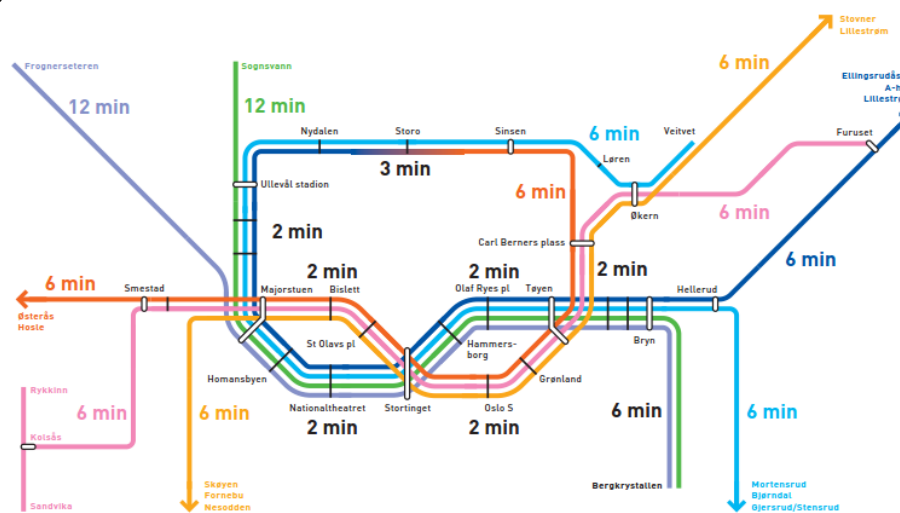 Stovner
Lillestrøm
6 min
Frognerseteren
Sognsvann
12 min
12 min
Ellingsrudås
A-h
Lillestrø
Nydalen
Storo
Sinsen
6 min
Veitvet
Furuset
3 min
Løren
Ullevål stadion
6 min
6 min
Økern
2 min
Carl Berners plass
6 min
2 min
2 min
2 min
6 min
Smestad
Majorstuen
Bislett
Olaf Ryes pl
Tøyen
Hellerud
Østerås
Hosle
St Olavs pl
Hammers-
borg
Bryn
Homansbyen
Grønland
Rykkinn
6 min
6 min
Nationaltheatret
Stortinget
Oslo S
6 min
6 min
2 min
2 min
Kolsås
Skøyen
Fornebu
Nesodden
Bergkrystallen
Mortensrud
Bjørndal
Gjersrud/Stensrud
Sandvika